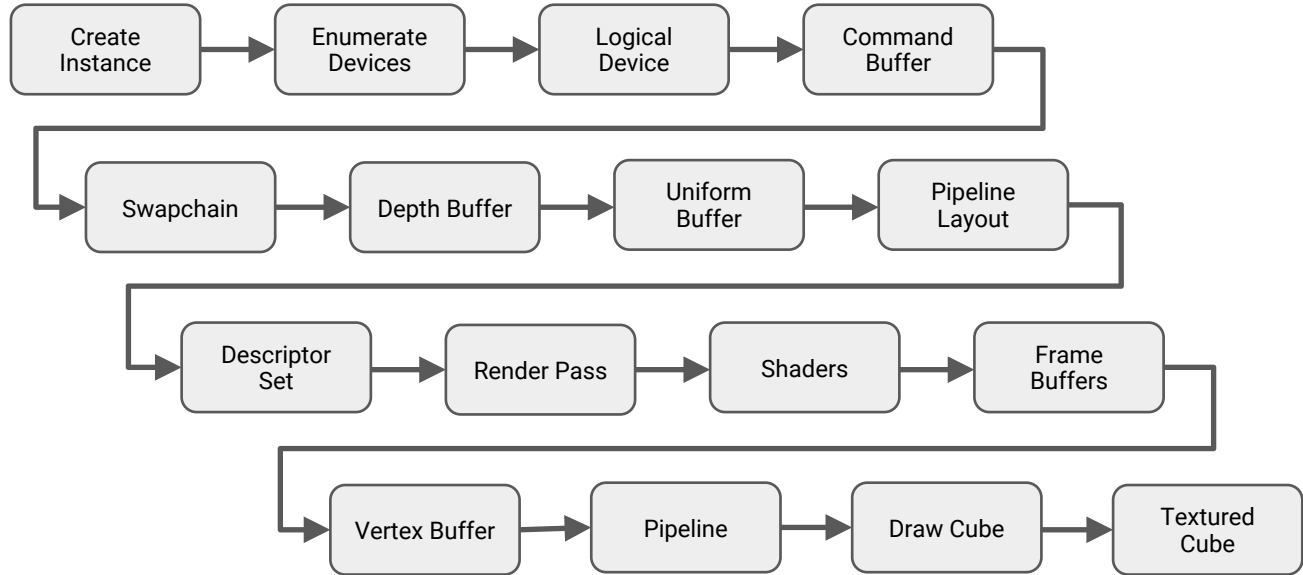 Create
Instance
Enumerate
Devices
Logical
Device
Command
Buffer
Swapchain
Depth Buffer
Uniform
Buffer
Pipeline
Layout
Descriptor
Set
Render Pass
Shaders
Frame
Buffers
Vertex Buffer
Pipeline
Draw Cube
Textured
Cube